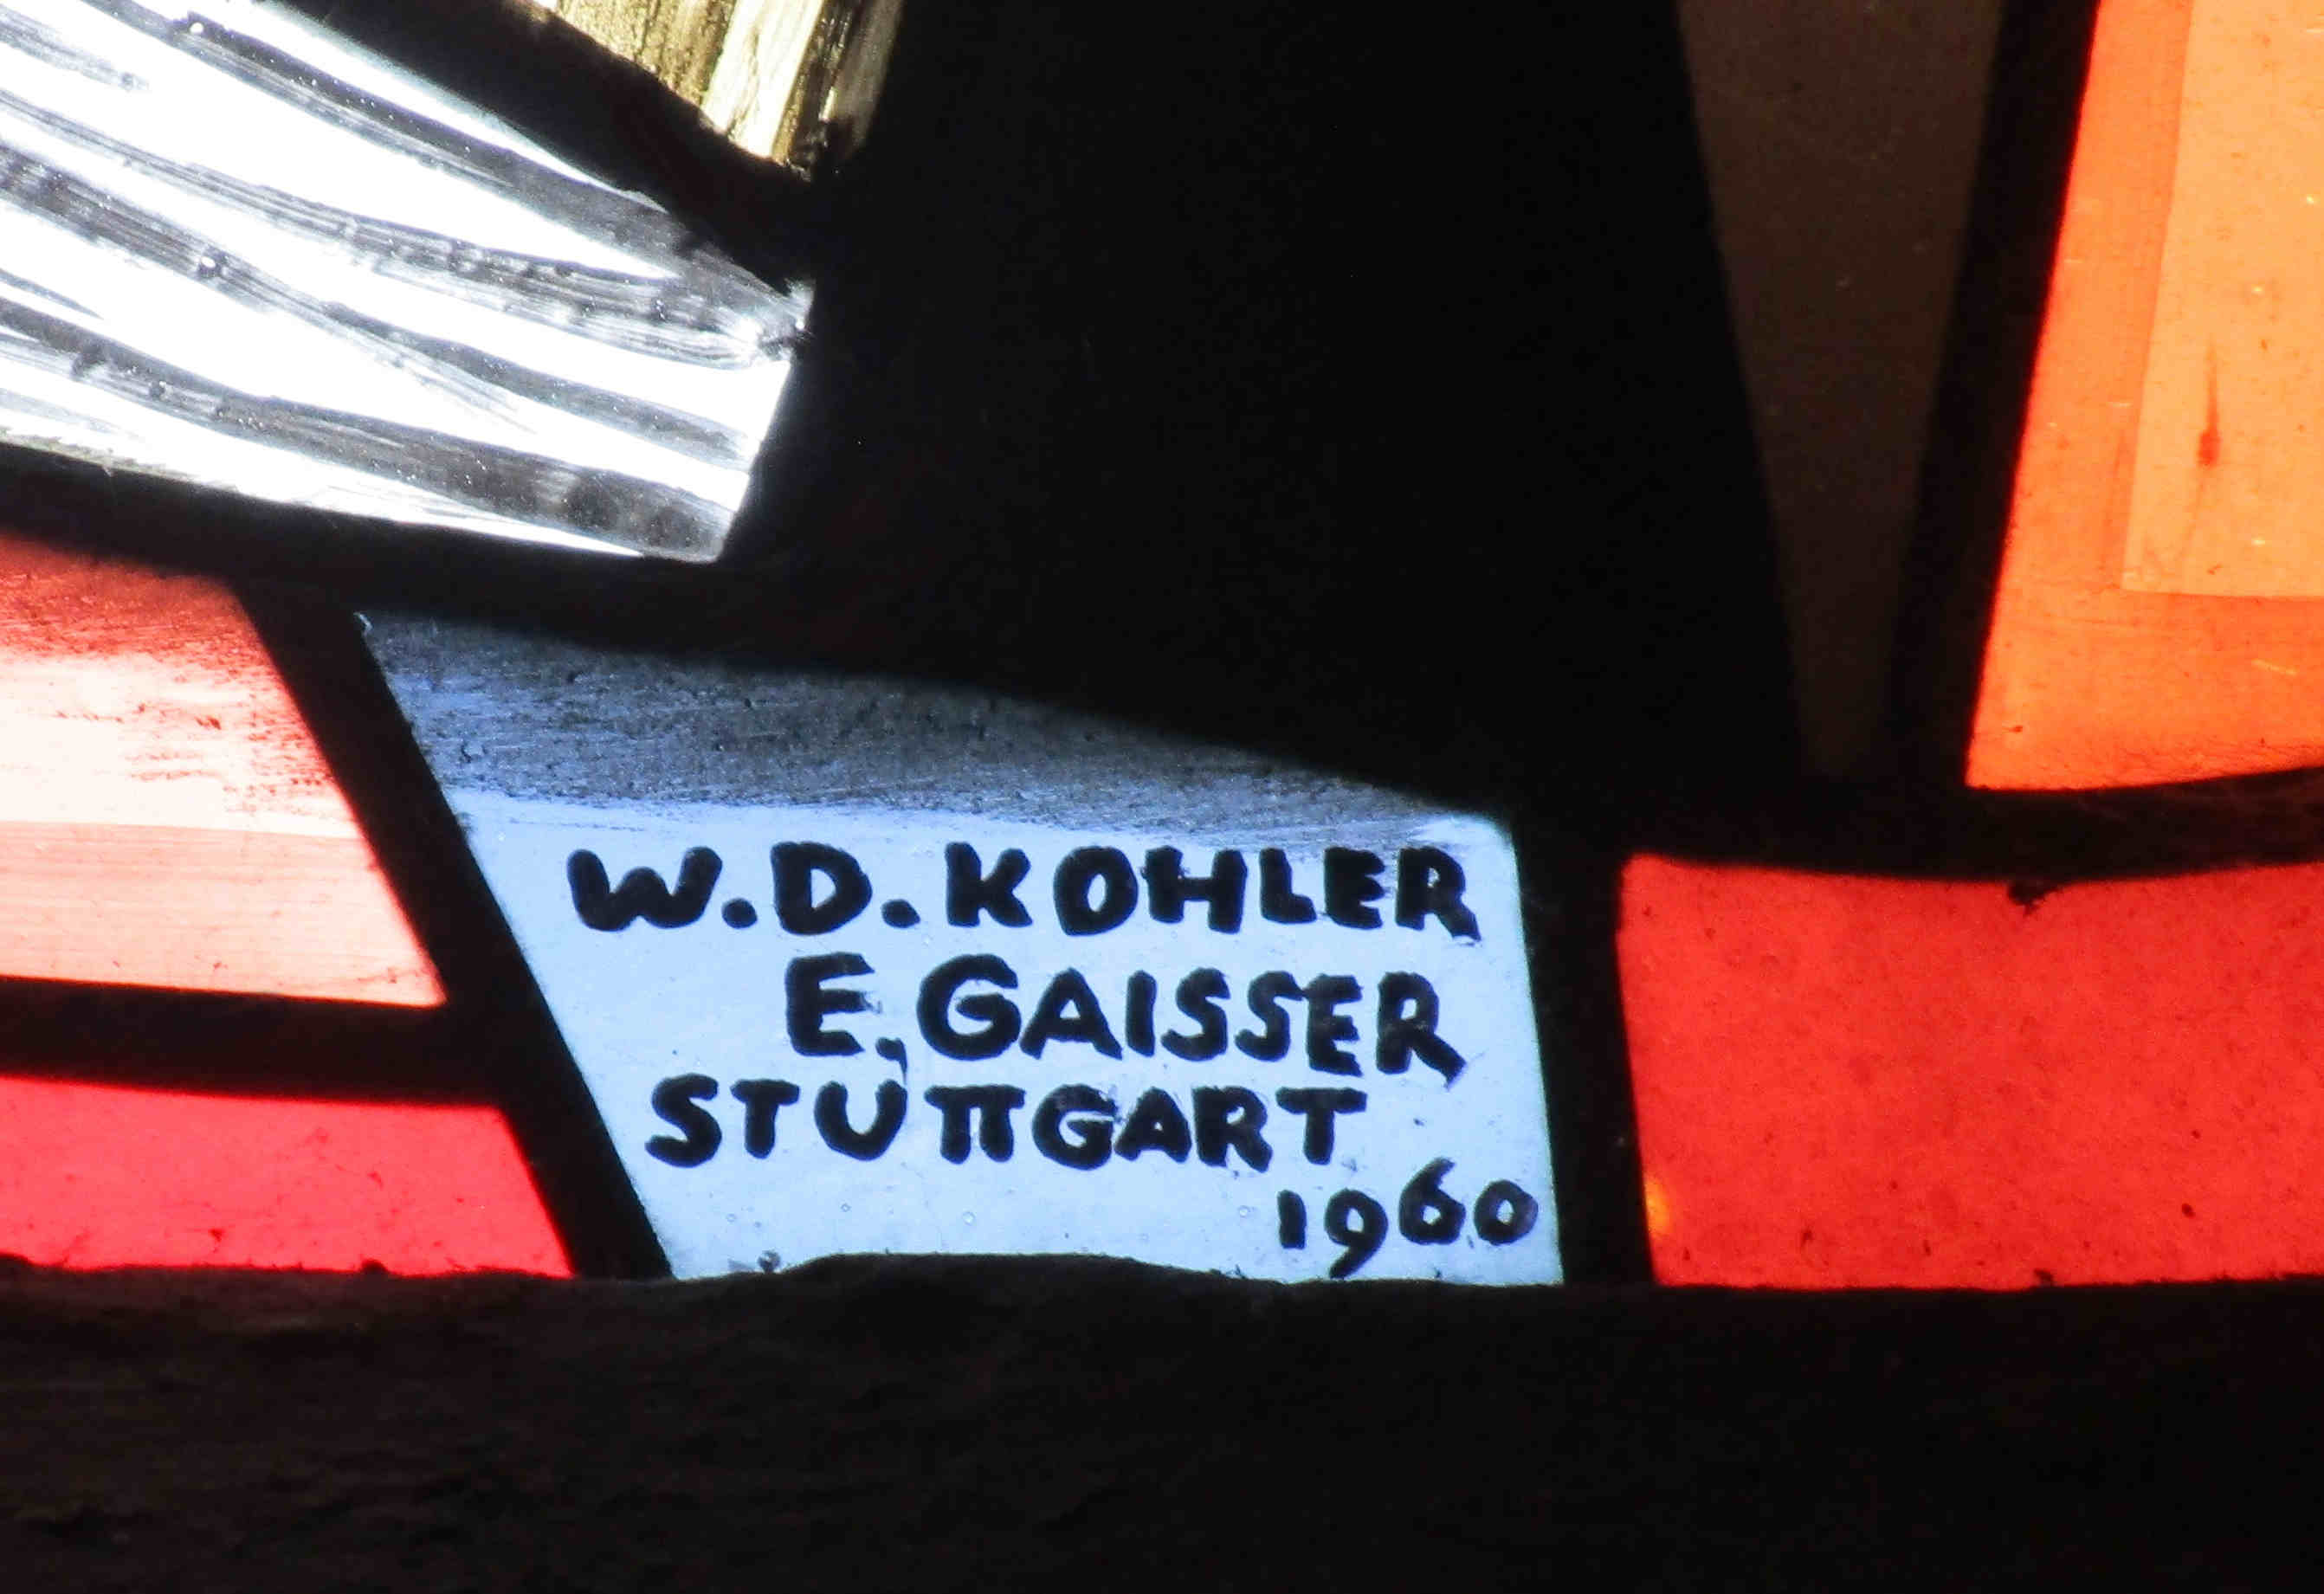 W.D. KOHLER
E. GAISSER
STUTTGART
1960